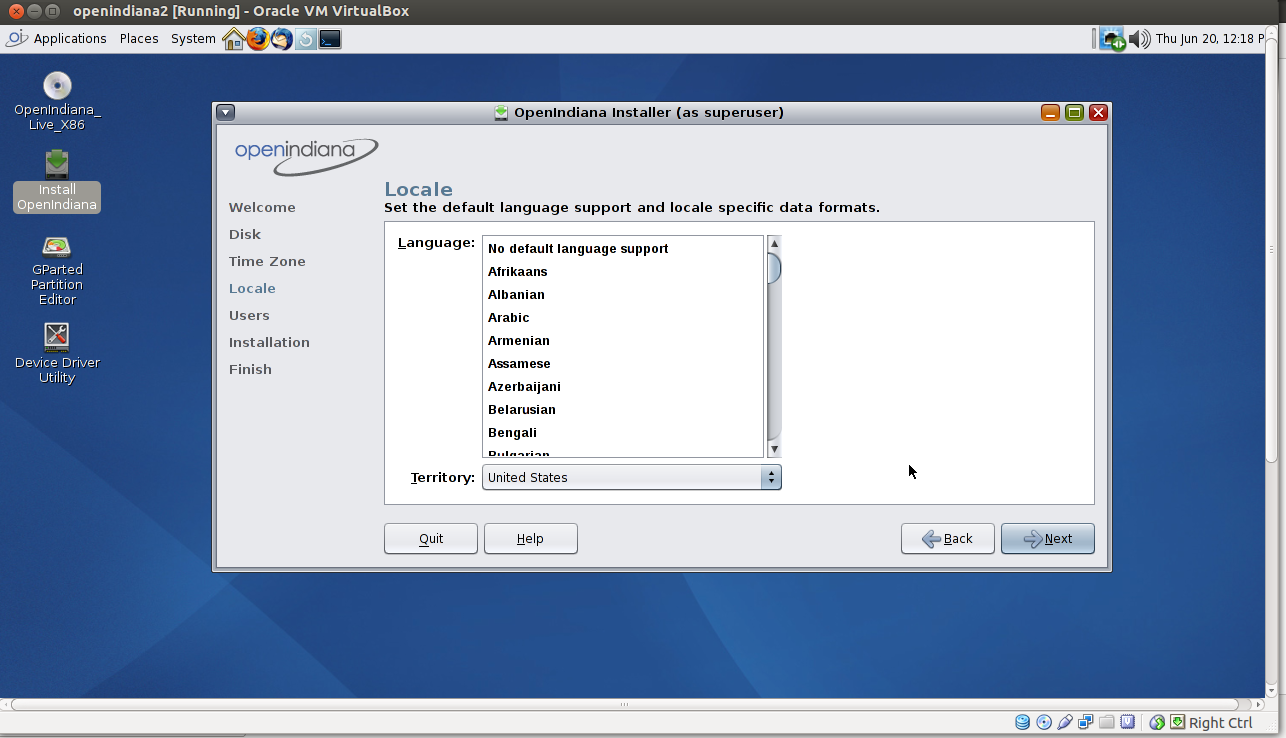 openindiana2 [Running] - Oracle VM VirtualBox
Applications Places System
Thu Jun 20, 12:18 P
OpenIndiana_
Live_X86
Install
OpenIndiana
GParted
Partition
Editor
Device Driver
Utility
OpenIndiana Installer (as superuser)
openindiana
Welcome
Disk
Time Zone
Locale
Users
Installation
Finish
Locale
Set the default language support and locale specific data formats.
Language:
No default language support
Afrikaans
Albanian
Arabic
Armenian
Assamese
Azerbaijani
Belarusian
Bengali
Bulgarian
Territory: United States
Quit Help Back Next
Right Ctrl